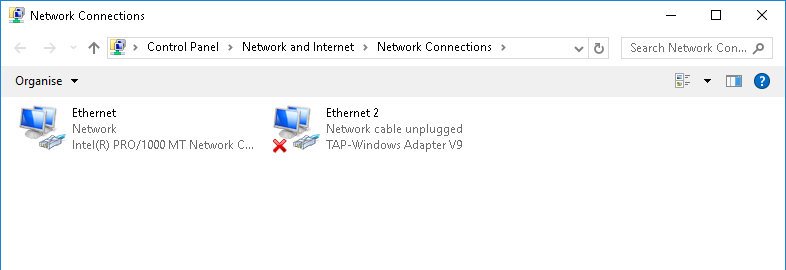 Network Connections
Control Panel
Network and Internet
Network Connections
Search Network Con...
Organise
Ethernet
Network
Intel(R) PRO/1000 MT Network C...
Ethernet 2
Network cable unplugged
TAP-Windows Adapter V9